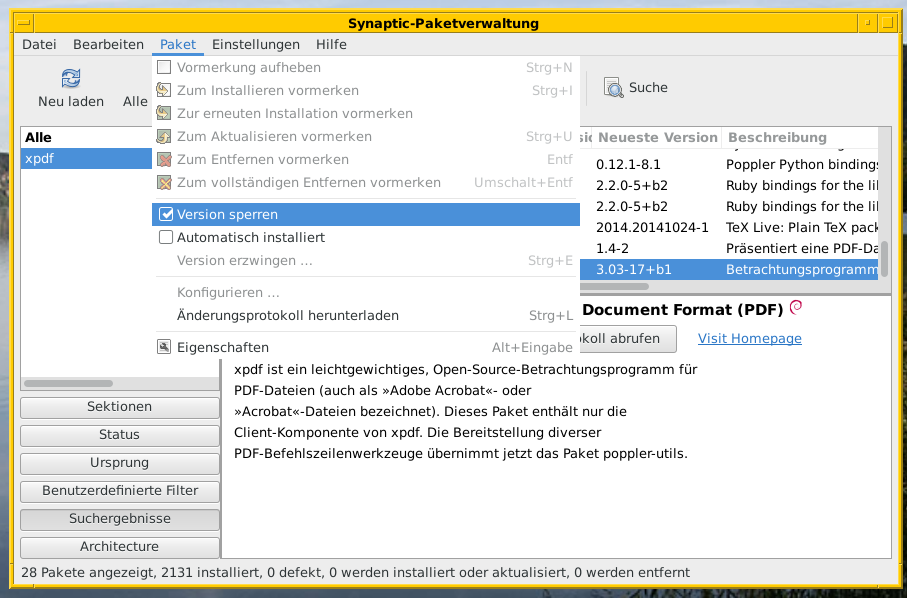 Synaptic-Paketverwaltung
Datei Bearbeiten Paket Einstellungen Hilfe
Neu laden Alle
Suche
Vormerkung aufheben Strg+N
Zum Installieren vormerken Strg+I
Zur erneuten Installation vormerken
Zum Aktualisieren vormerken Strg+U
Zum Entfernen vormerken Entf
Zum vollständigen Entfernen vormerken Umschalt+Entf
Version sperren
Automatisch installiert
Version erzwingen ... Strg+E
Konfigurieren ...
Änderungsprotokoll herunterladen Strg+L
Eigenschaften Alt+Eingabe
Alle
xpdf
Neueste Version Beschreibung
0.12.1-8.1 Poppler Python bindings
2.2.0-5+b2 Ruby bindings for the
2.2.0-5+b2 Ruby bindings for the
2014.20141024-1 TeX Live: Plain TeX pack
1.4-2 Präsentiert eine PDF-Da
3.03-17+b1 Betrachtungsprogramm
Document Format (PDF)
koll abrufen Visit Homepage
xpdf ist ein leichtgewichtiges, Open-Source-Betrachtungsprogramm für
PDF-Dateien (auch als »Adobe Acrobat«- oder
»Acrobat«-Dateien bezeichnet). Dieses Paket enthält nur die
Client-Komponente von xpdf. Die Bereitstellung diverser
PDF-Befehlszeilenwerkzeuge übernimmt jetzt das Paket poppler-utils.
Sektionen
Status
Ursprung
Benutzerdefinierte Filter
Suchergebnisse
Architecture
28 Pakete angezeigt, 2131 installiert, 0 defekt, 0 werden installiert oder aktualisiert, 0 werden entfernt